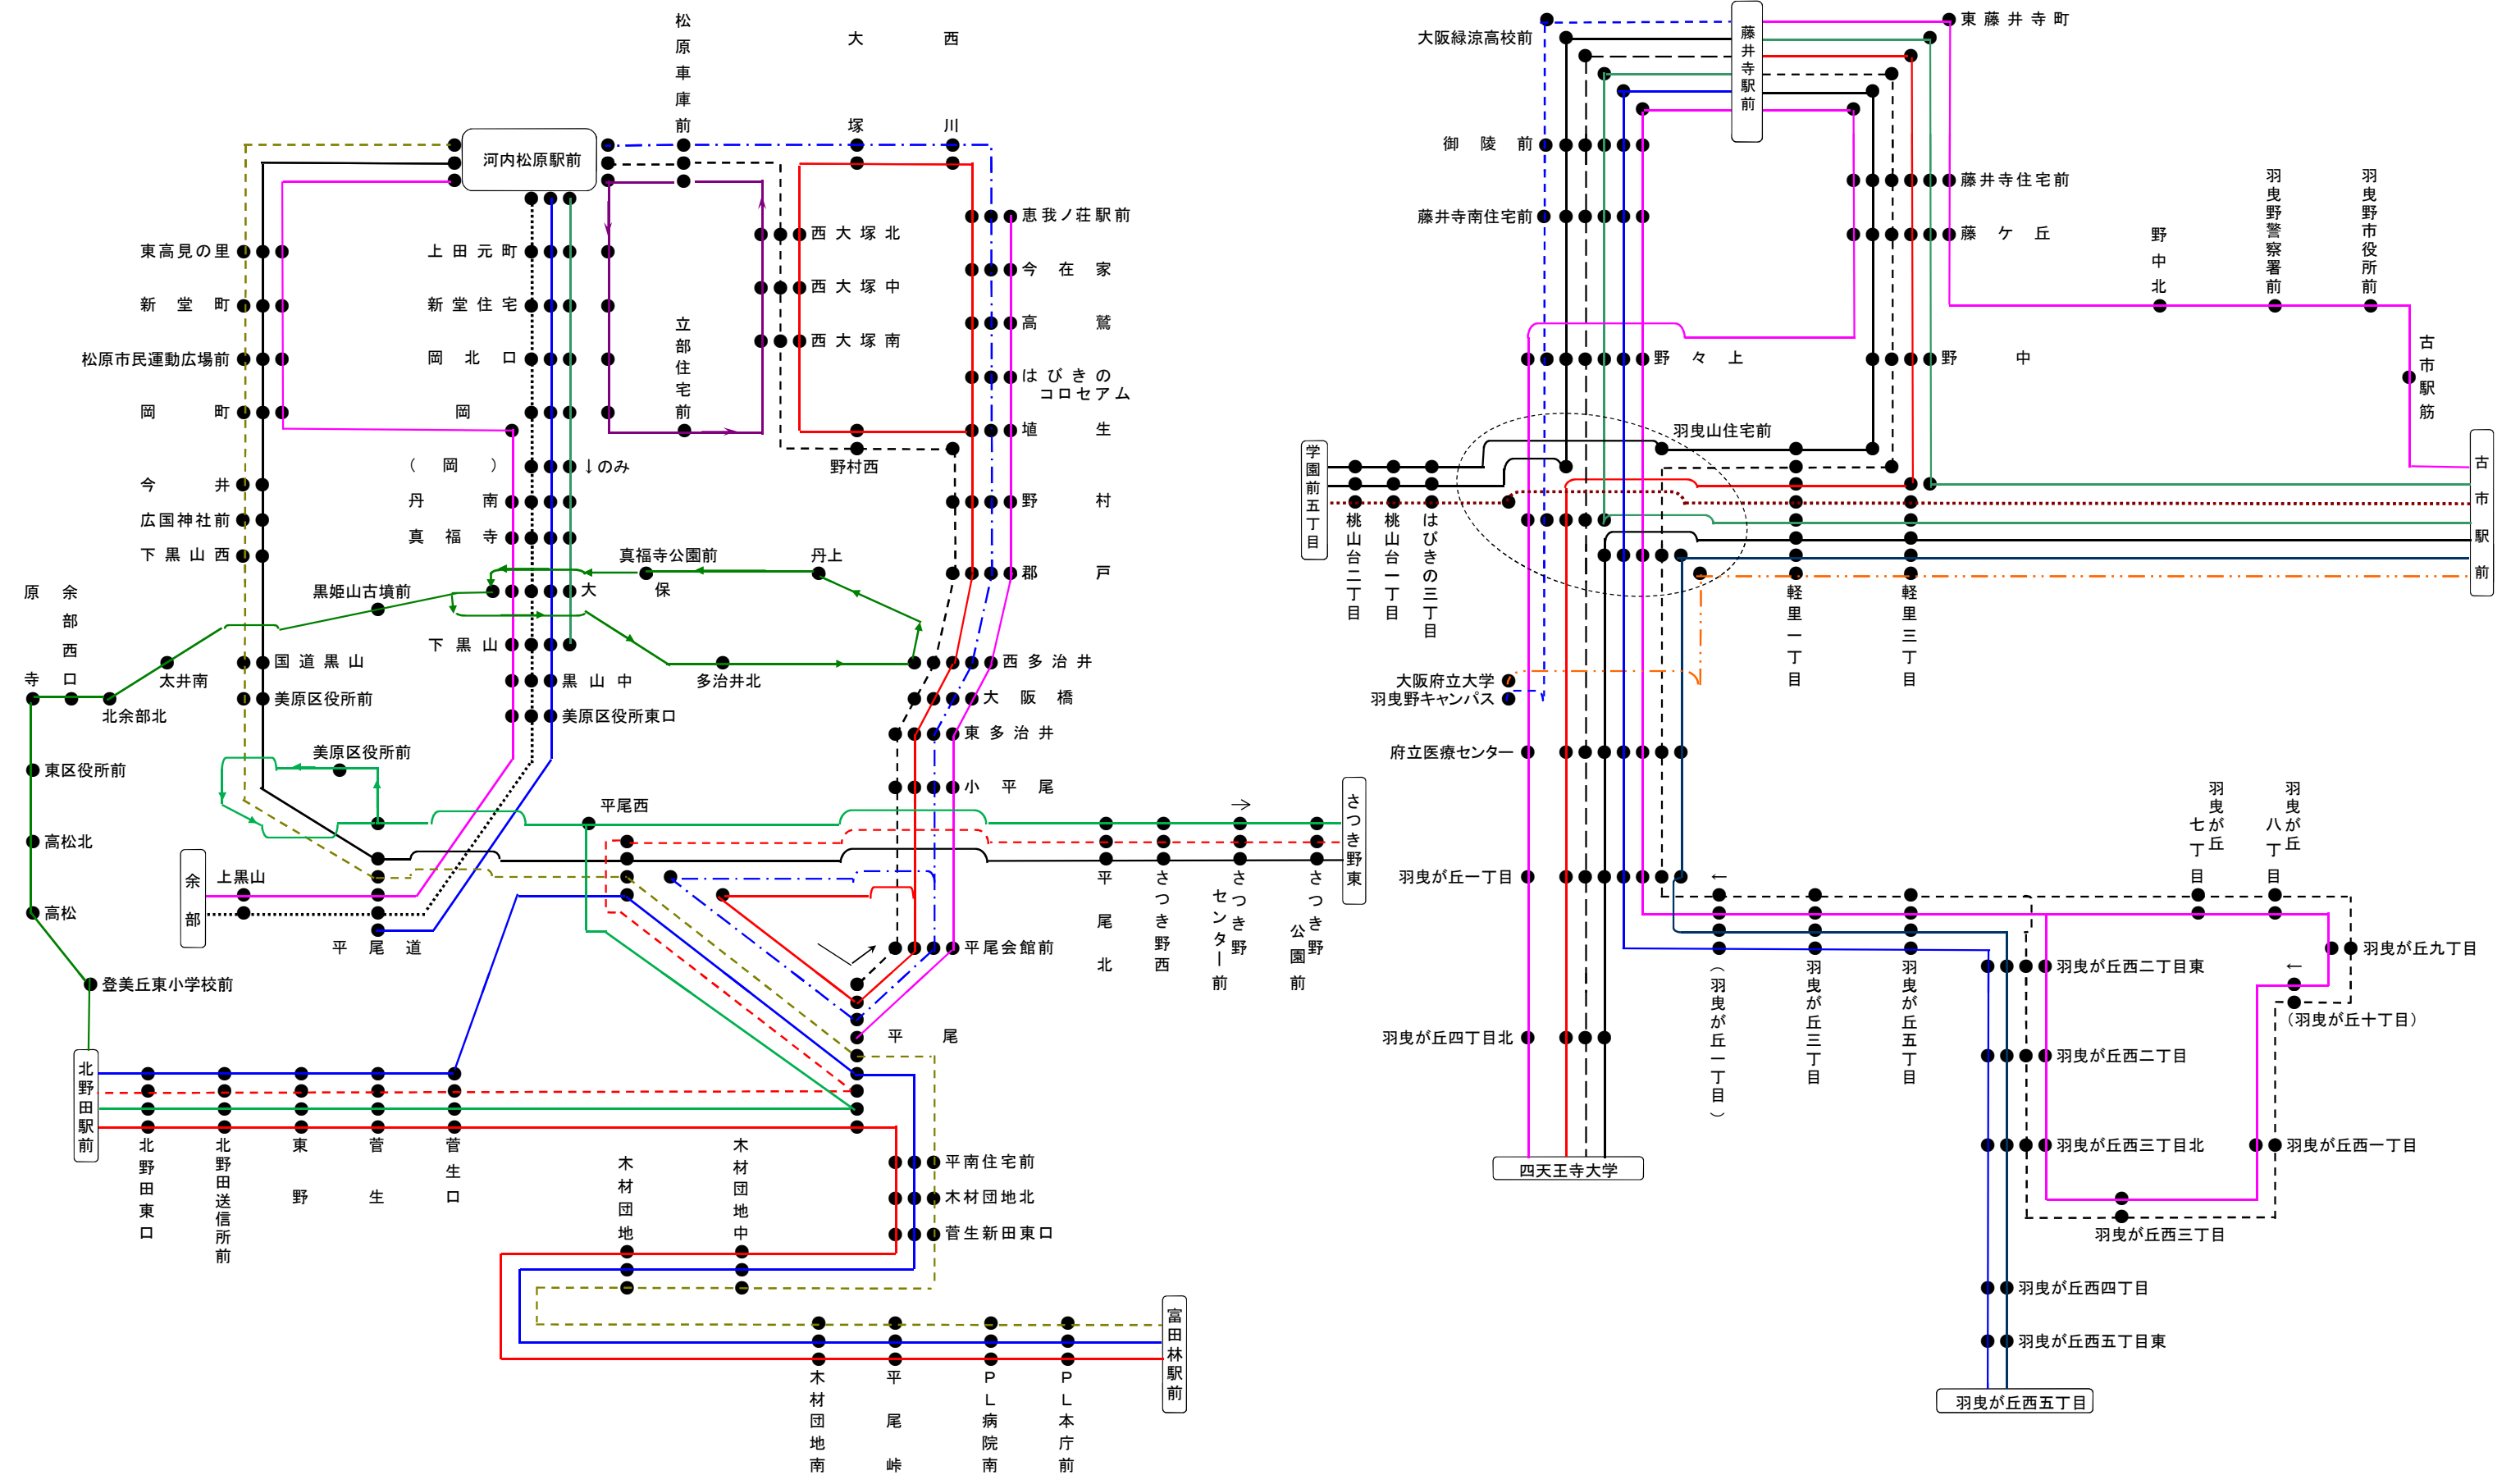 松原車庫前
大塚
西川
河内松原駅前
東高見の里
新堂町
松原市民運動広場前
岡町
今井
広国神社前
下黒山西
上田元町
新堂住宅
岡北口
岡
（岡）
↓のみ
丹南
真福寺
立部住宅前
西大塚北
西大塚中
西大塚南
野村西
恵我ノ荘駅前
今在家
高鷲
はびきの
コロセアム
埴生
野村
郡戸
真福寺公園前
丹上
黒姫山古墳前
大保
原寺
余部西口
太井南
北余部北
国道黒山
美原区役所前
下黒山
黒山中
美原区役所東口
多治井北
西多治井
大阪橋
東多治井
小平尾
東区役所前
美原区役所前
高松北
高松
平尾西
余部
上黒山
平尾道
平尾会館前
平尾北
さつき野西
さつき野センター前
さつき野公園前
さつき野東
登美丘東小学校前
平尾
北野田駅前
北野田東口
北野田送信所前
東野
菅生
菅生口
木材団地
木材団地中
平南住宅前
木材団地北
菅生新田東口
木材団地南
平尾峠
ＰＬ病院南
ＰＬ本庁前
富田林駅前
大阪緑涼高校前
藤井寺駅前
東藤井寺町
御陵前
藤井寺南住宅前
藤井寺住宅前
藤ケ丘
野中北
羽曳野警察署前
羽曳野市役所前
古市駅筋
野々上
野中
羽曳山住宅前
学園前五丁目
桃山台二丁目
桃山台一丁目
はびきの三丁目
古市駅前
軽里一丁目
軽里三丁目
大阪府立大学
羽曳野キャンパス
府立医療センター
羽曳が丘一丁目
羽曳が丘四丁目北
（羽曳が丘一丁目）
羽曳が丘三丁目
羽曳が丘五丁目
羽曳が丘七丁目
羽曳が丘八丁目
羽曳が丘九丁目
（羽曳が丘十丁目）
羽曳が丘西二丁目東
羽曳が丘西二丁目
羽曳が丘西三丁目北
羽曳が丘西一丁目
羽曳が丘西三丁目
四天王寺大学
羽曳が丘西四丁目
羽曳が丘西五丁目東
羽曳が丘西五丁目